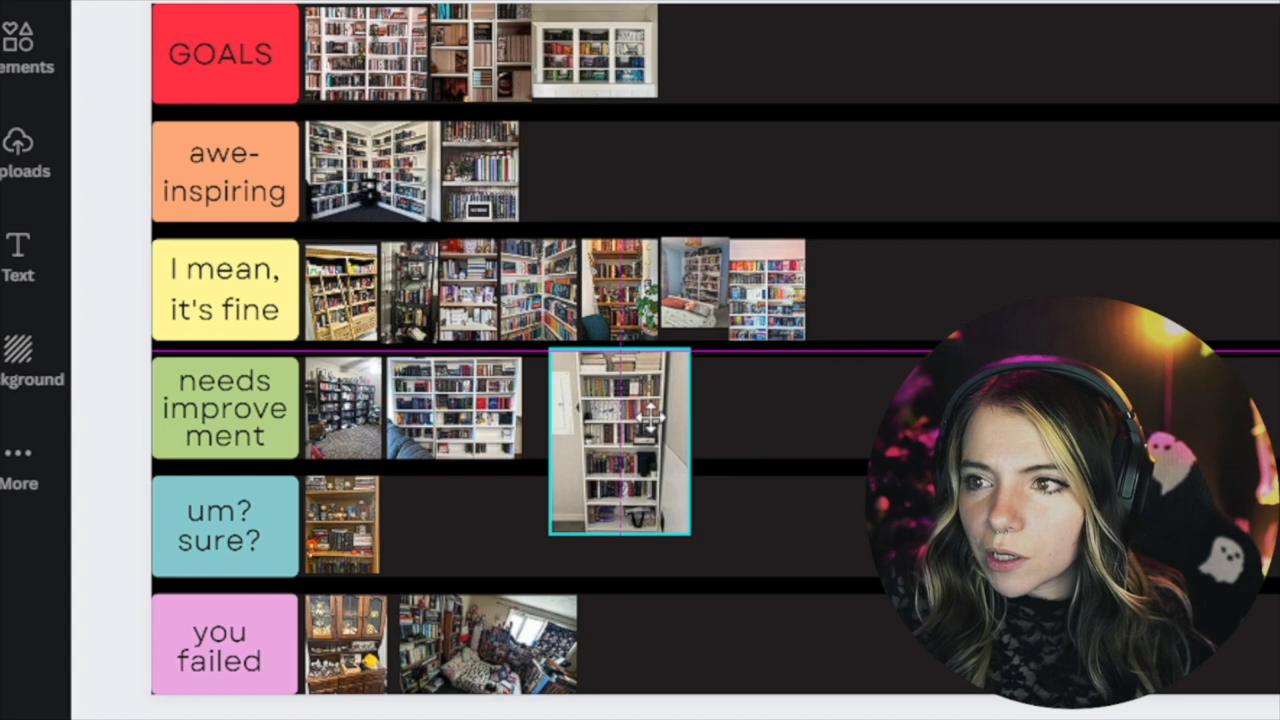 GOALS
awe-
inspiring
I mean,
it's fine
needs
improve
ment
um?
sure?
you
failed
ements
ploads
Text
kground
More